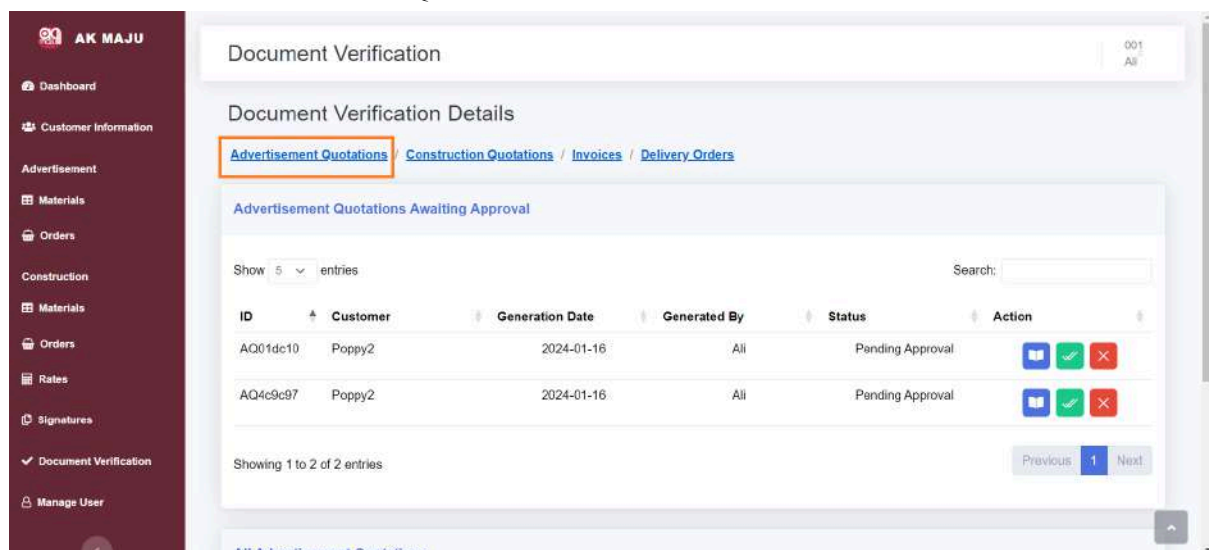 AK MAJU
Dashboard
Customer Information
Advertisement
Materials
Orders
Construction
Materials
Orders
Rates
Signatures
Document Verification
Manage User
Document Verification
001
Ali
Document Verification Details
Advertisement Quotations / Construction Quotations / Invoices / Delivery Orders
Advertisement Quotations Awaiting Approval
Show 5 entries
Search:
ID Customer Generation Date Generated By Status Action
AQ01dc10 Poppy2 2024-01-16 Ali Pending Approval
AQ4c9c97 Poppy2 2024-01-16 Ali Pending Approval
Showing 1 to 2 of 2 entries
Previous 1 Next